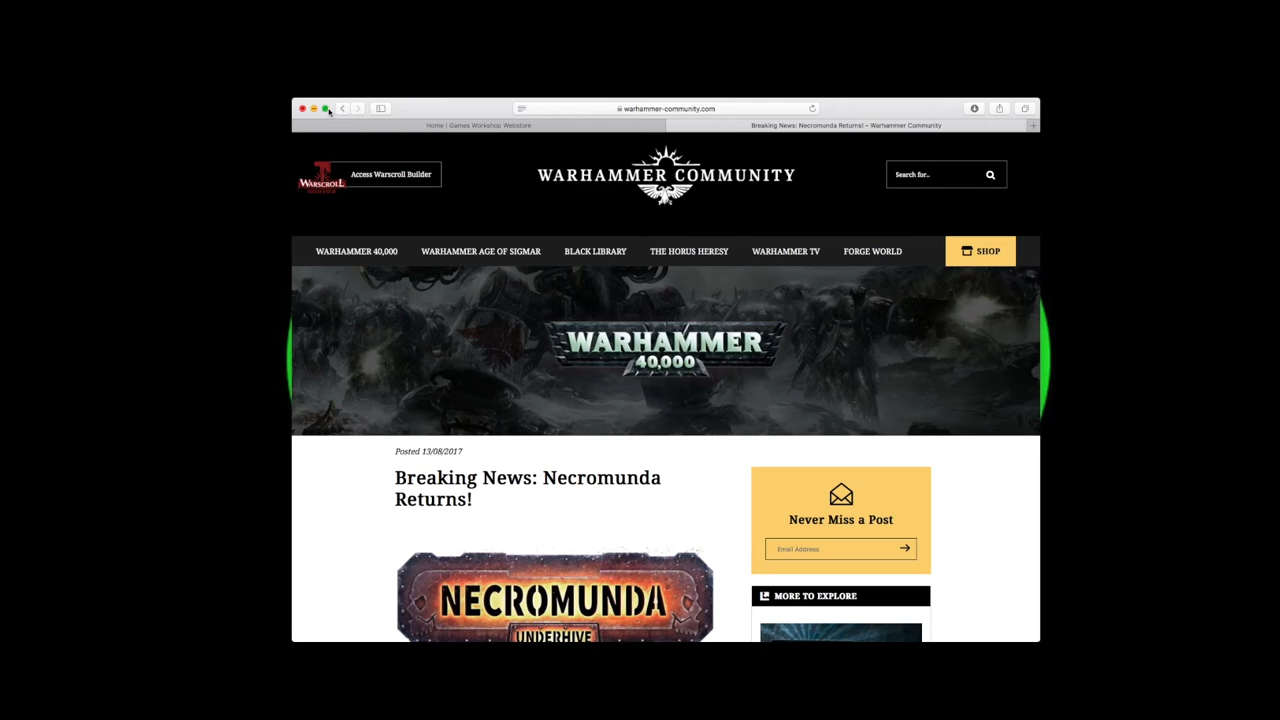 warhammer-community.com
Home | Games Workshop Webstore
Breaking News: Necromunda Returns! – Warhammer Community
WARSCROLL
Access Warscroll Builder
WARHAMMER COMMUNITY
Search for..
WARHAMMER 40,000
WARHAMMER AGE OF SIGMAR
BLACK LIBRARY
THE HORUS HERESY
WARHAMMER TV
FORGE WORLD
SHOP
WARHAMMER
40,000
Posted 13/08/2017
Breaking News: Necromunda
Returns!
NECROMUNDA
UNDERHIVE
Never Miss a Post
Email Address
MORE TO EXPLORE